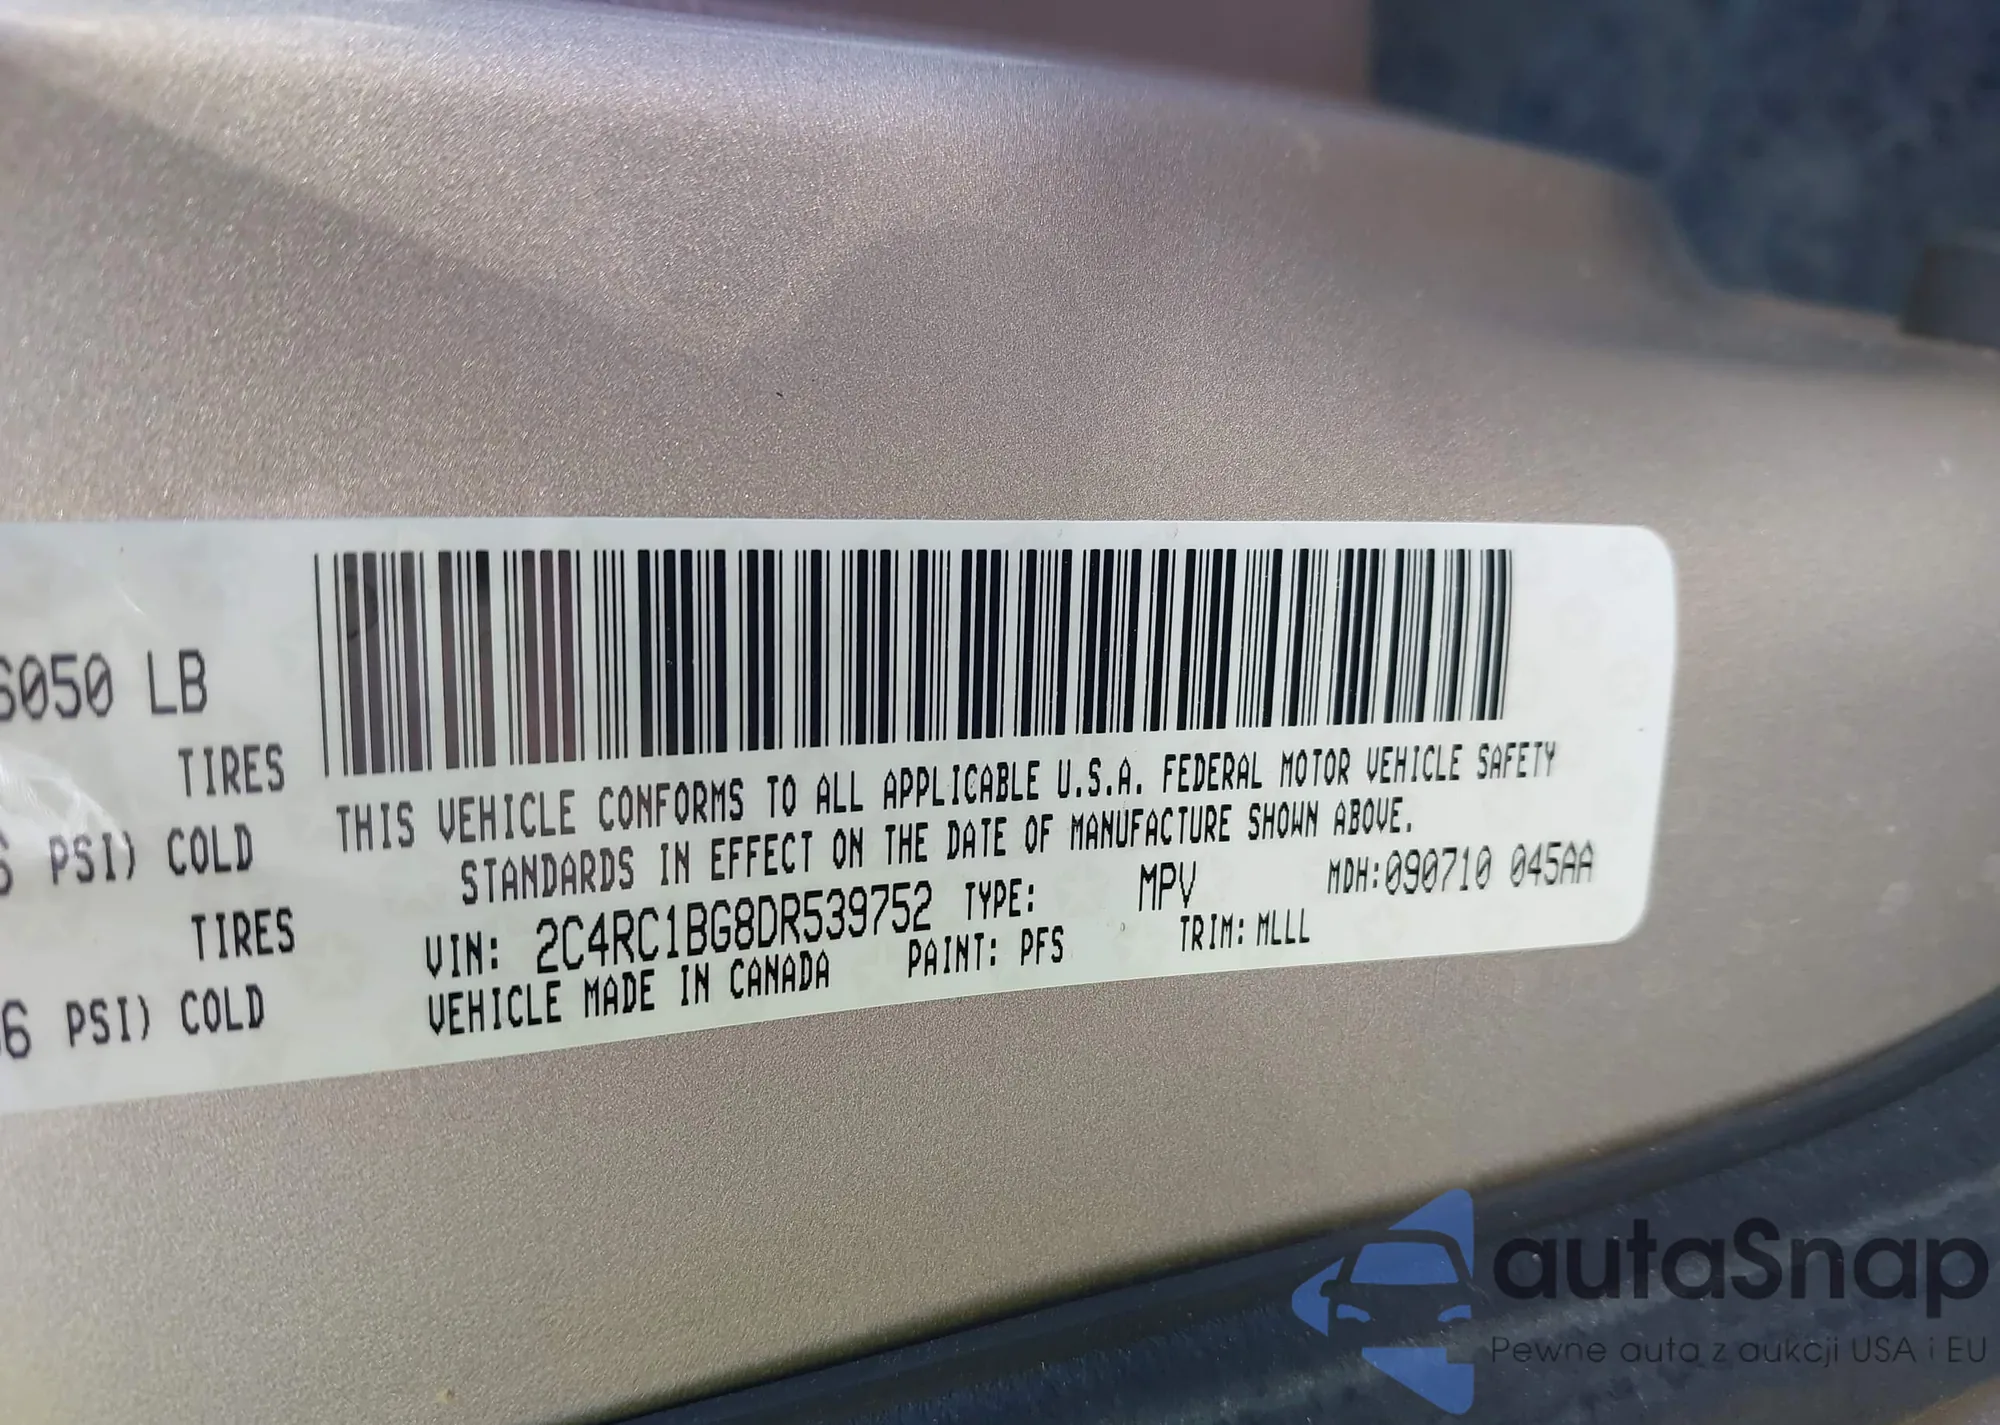 6050 LB
TIRES
6 PSI) COLD
TIRES
6 PSI) COLD
THIS VEHICLE CONFORMS TO ALL APPLICABLE U.S.A. FEDERAL MOTOR VEHICLE SAFETY
STANDARDS IN EFFECT ON THE DATE OF MANUFACTURE SHOWN ABOVE.
VIN: 2C4RC1BG8DR539752 TYPE: MPV MDH:090710 045AA
VEHICLE MADE IN CANADA PAINT: PFS TRIM: MLLL
autaSnap
Pewne auta z aukcji USA i EU